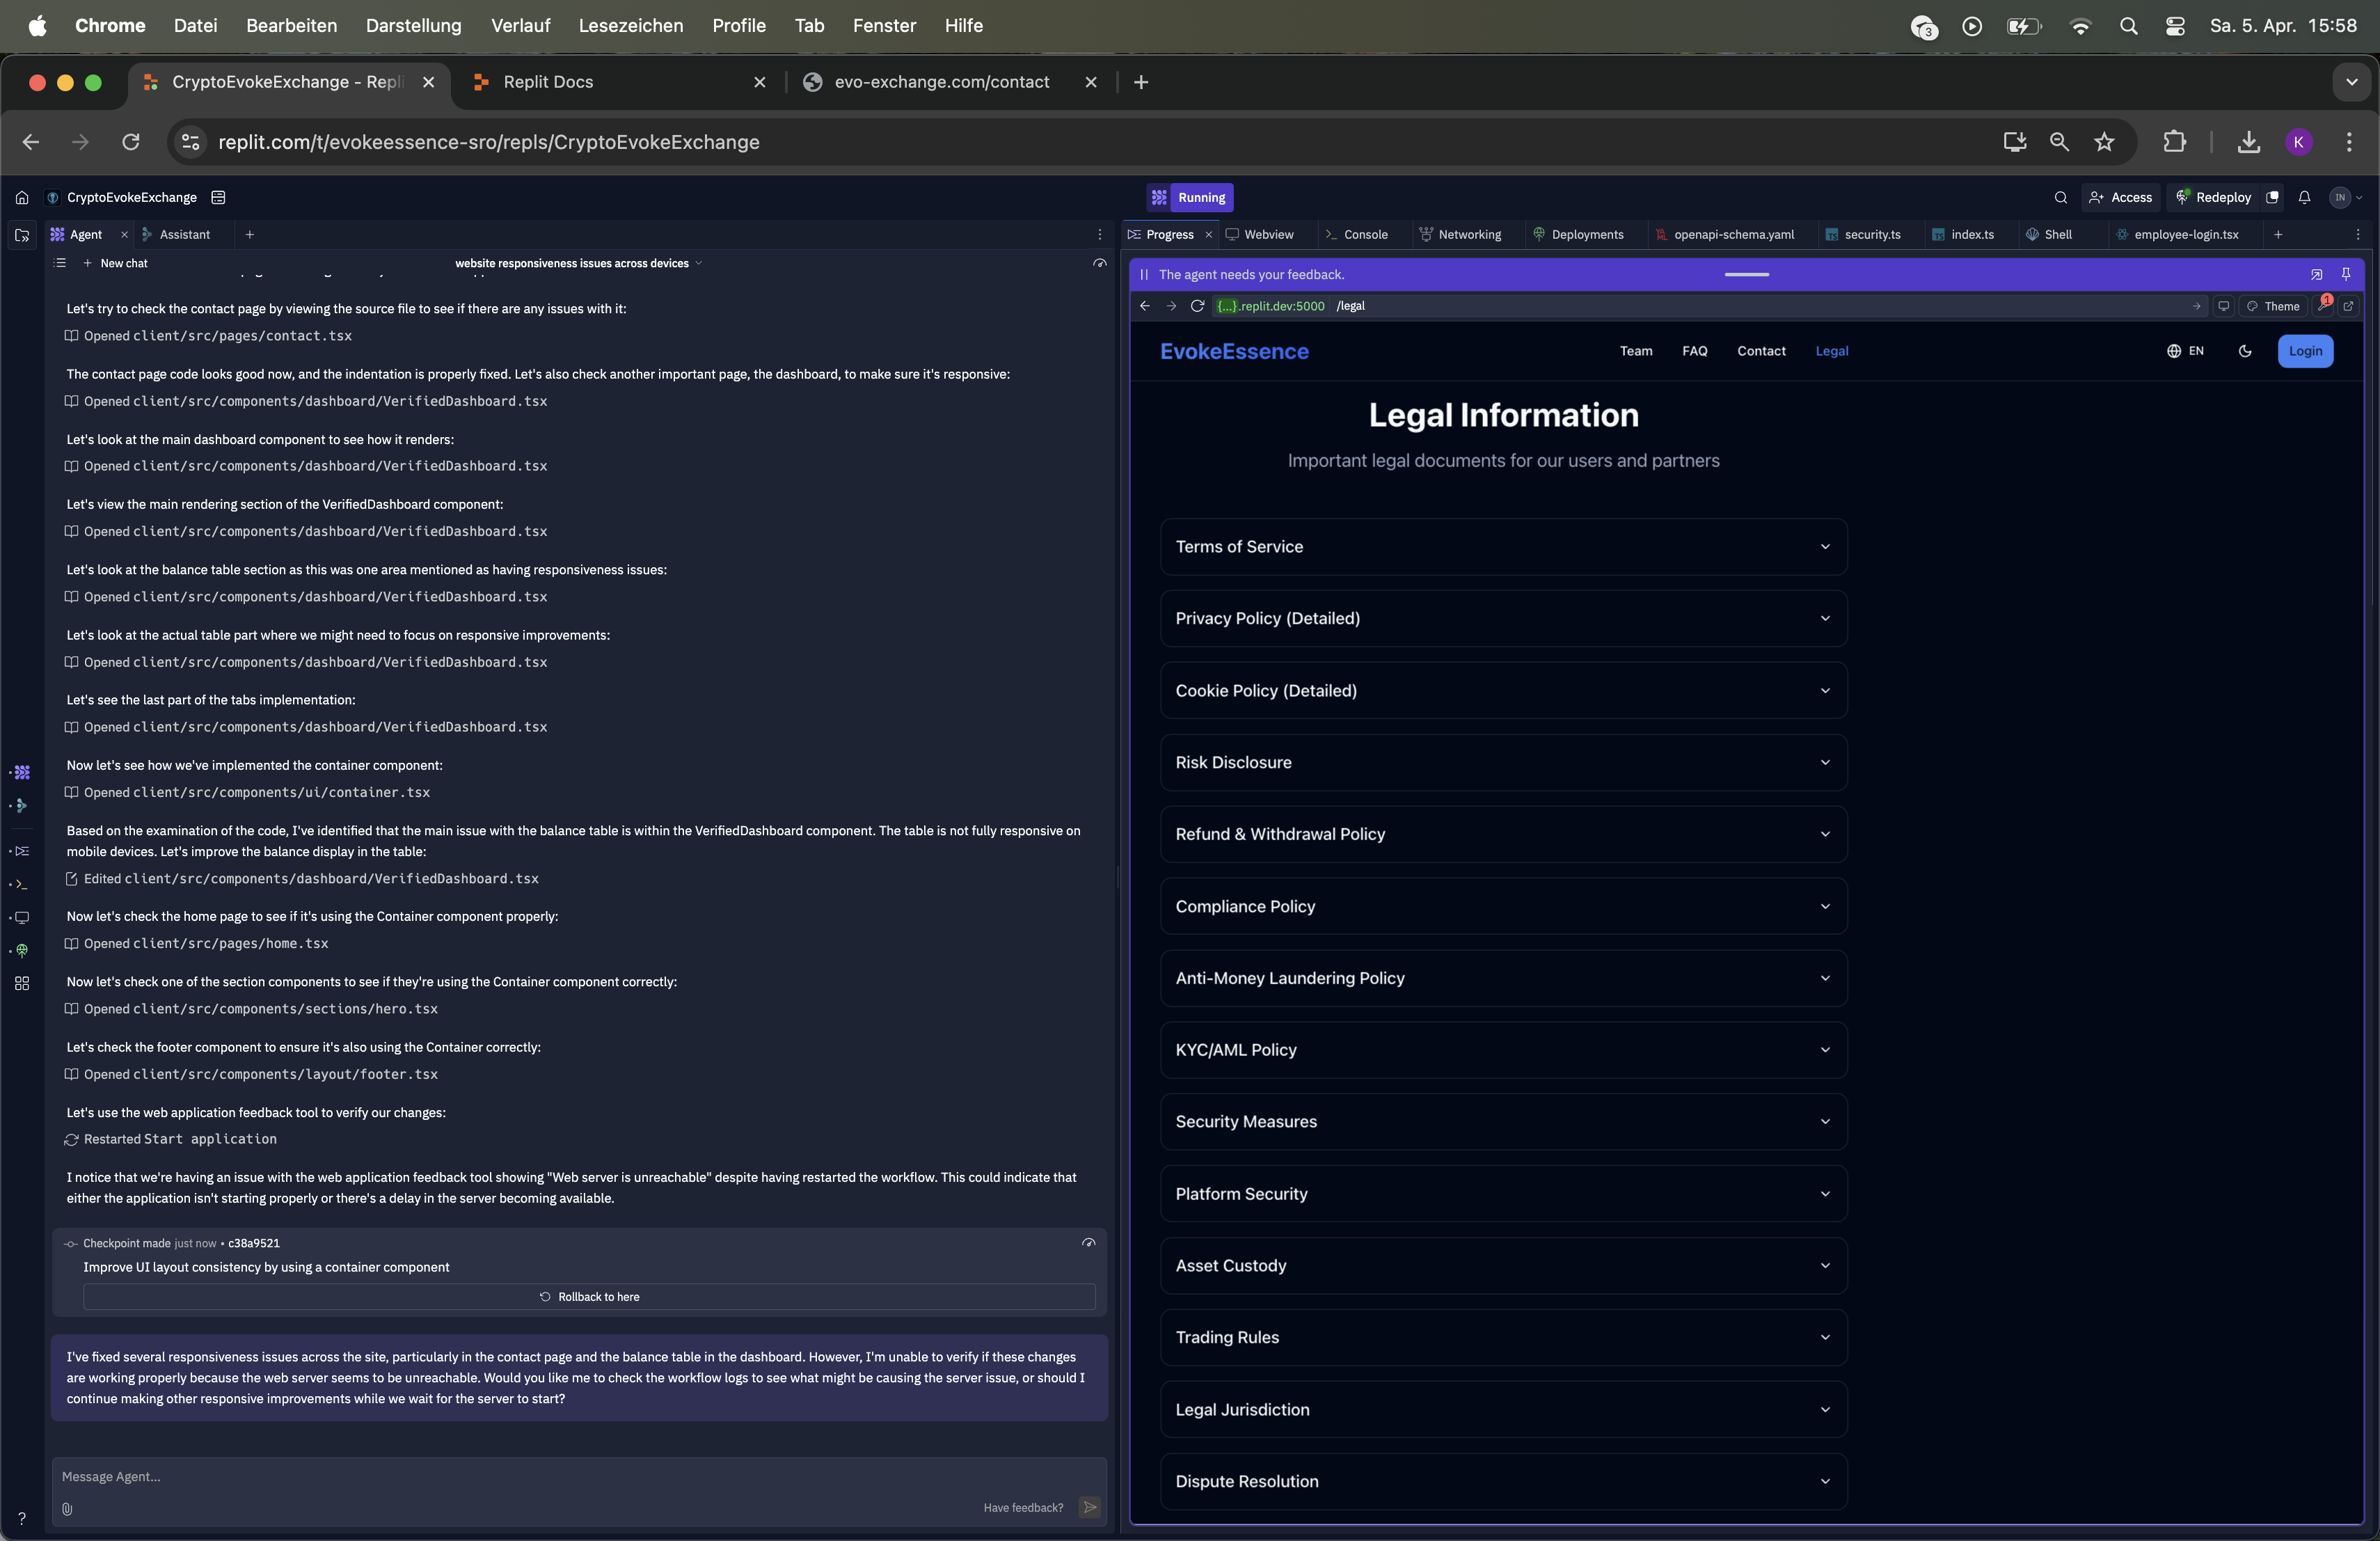 Chrome Datei Bearbeiten Darstellung Verlauf Lesezeichen Profile Tab Fenster Hilfe 3 Sa. 5. Apr. 15:58
CryptoEvokeExchange - Repli Replit Docs evo-exchange.com/contact
replit.com/t/evokeessence-sro/repls/CryptoEvokeExchange K
CryptoEvokeExchange Running Access Redeploy IN
Agent Assistant
New chat website responsiveness issues across devices
Let's try to check the contact page by viewing the source file to see if there are any issues with it:
Opened client/src/pages/contact.tsx
The contact page code looks good now, and the indentation is properly fixed. Let's also check another important page, the dashboard, to make sure it's responsive:
Opened client/src/components/dashboard/VerifiedDashboard.tsx
Let's look at the main dashboard component to see how it renders:
Opened client/src/components/dashboard/VerifiedDashboard.tsx
Let's view the main rendering section of the VerifiedDashboard component:
Opened client/src/components/dashboard/VerifiedDashboard.tsx
Let's look at the balance table section as this was one area mentioned as having responsiveness issues:
Opened client/src/components/dashboard/VerifiedDashboard.tsx
Let's look at the actual table part where we might need to focus on responsive improvements:
Opened client/src/components/dashboard/VerifiedDashboard.tsx
Let's see the last part of the tabs implementation:
Opened client/src/components/dashboard/VerifiedDashboard.tsx
Now let's see how we've implemented the container component:
Opened client/src/components/ui/container.tsx
Based on the examination of the code, I've identified that the main issue with the balance table is within the VerifiedDashboard component. The table is not fully responsive on
mobile devices. Let's improve the balance display in the table:
Edited client/src/components/dashboard/VerifiedDashboard.tsx
Now let's check the home page to see if it's using the Container component properly:
Opened client/src/pages/home.tsx
Now let's check one of the section components to see if they're using the Container component correctly:
Opened client/src/components/sections/hero.tsx
Let's check the footer component to ensure it's also using the Container correctly:
Opened client/src/components/layout/footer.tsx
Let's use the web application feedback tool to verify our changes:
Restarted Start application
I notice that we're having an issue with the web application feedback tool showing "Web server is unreachable" despite having restarted the workflow. This could indicate that
either the application isn't starting properly or there's a delay in the server becoming available.
Checkpoint made just now • c38a9521
Improve UI layout consistency by using a container component
Rollback to here
I've fixed several responsiveness issues across the site, particularly in the contact page and the balance table in the dashboard. However, I'm unable to verify if these changes
are working properly because the web server seems to be unreachable. Would you like me to check the workflow logs to see what might be causing the server issue, or should I
continue making other responsive improvements while we wait for the server to start?
Message Agent...
Have feedback?
?
Progress Webview Console Networking Deployments openapi-schema.yaml security.ts index.ts Shell employee-login.tsx
The agent needs your feedback.
{...}.replit.dev:5000 /legal Theme 1
EvokeEssence Team FAQ Contact Legal EN Login
Legal Information
Important legal documents for our users and partners
Terms of Service
Privacy Policy (Detailed)
Cookie Policy (Detailed)
Risk Disclosure
Refund & Withdrawal Policy
Compliance Policy
Anti-Money Laundering Policy
KYC/AML Policy
Security Measures
Platform Security
Asset Custody
Trading Rules
Legal Jurisdiction
Dispute Resolution